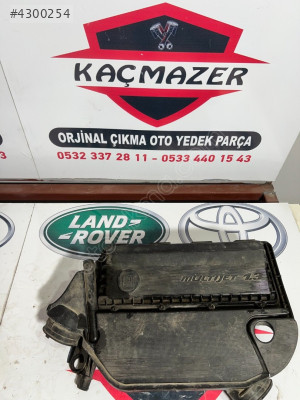 #4300254
KAÇMAZER
ORJİNAL ÇIKMA OTO YEDEK PARÇA
0532 337 28 11 - 0533 440 15 43
LAND-
ROVER
TOYOTA
MULTIJET 1.3